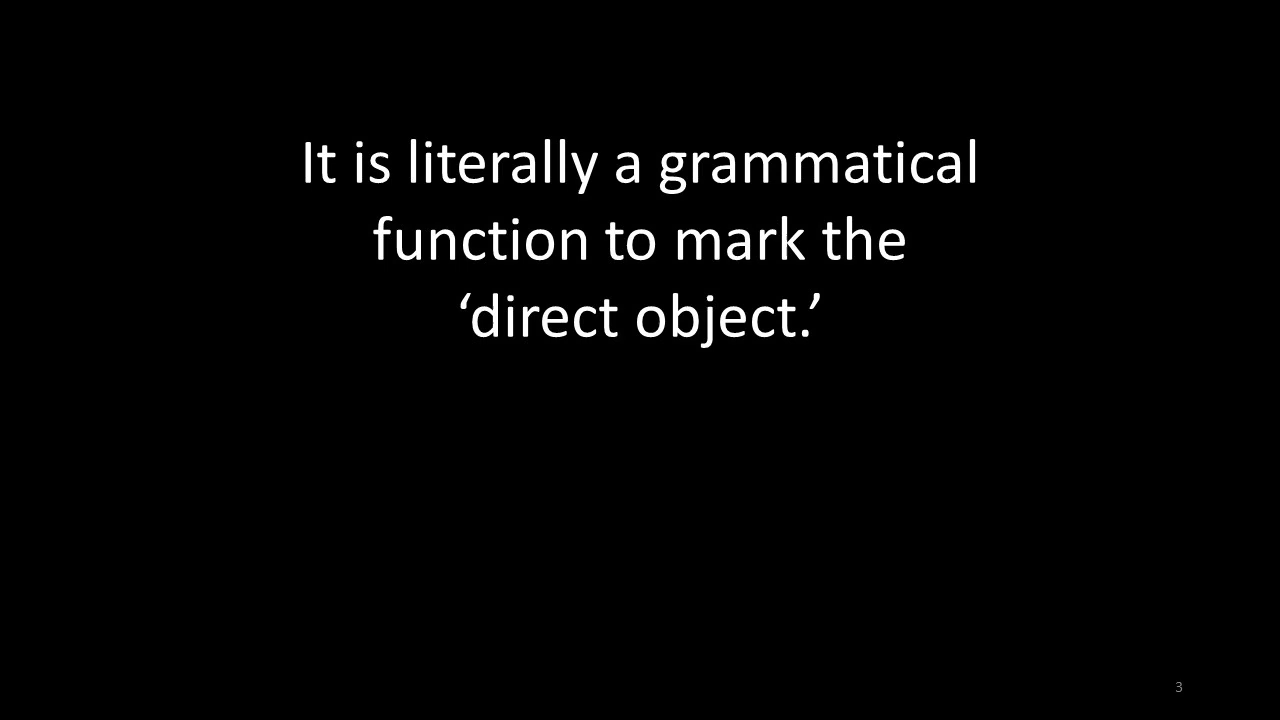 It is literally a grammatical
function to mark the
‘direct object.’
3